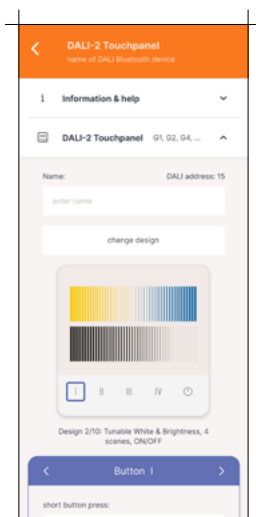 DALI-2 Touchpanel
name of DALI Bluetooth device
i Information & help
DALI-2 Touchpanel G1, G2, G4, ...
Name: DALI address: 15
enter name
change design
I II III IV
Design 2/10: Tunable White & Brightness, 4
scenes, ON/OFF
Button I
short button press: